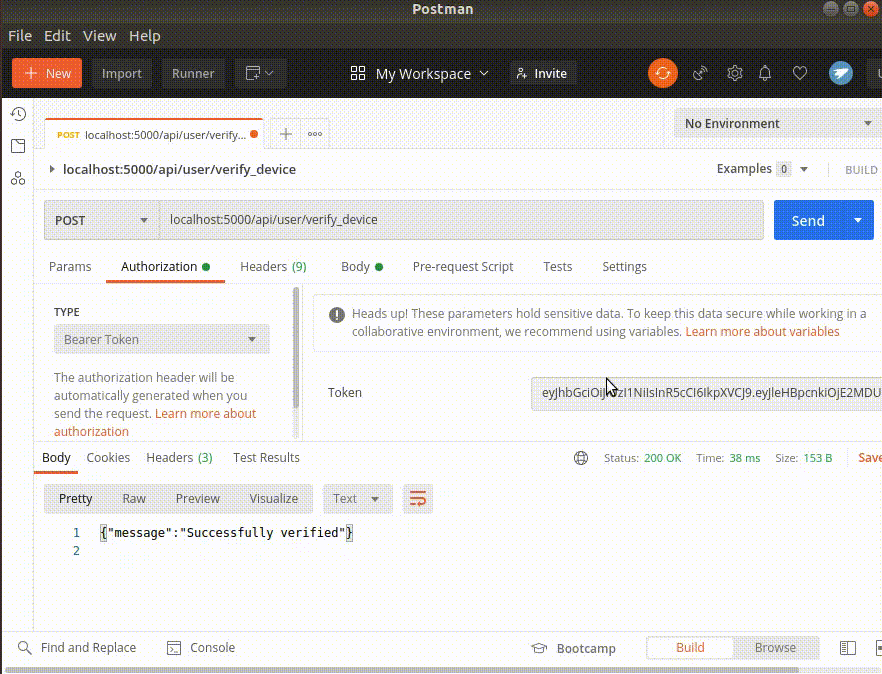 Postman
File Edit View Help
New Import Runner My Workspace Invite
POST localhost:5000/api/user/verify... No Environment
localhost:5000/api/user/verify_device Examples 0 BUILD
POST localhost:5000/api/user/verify_device Send
Params Authorization Headers (9) Body Pre-request Script Tests Settings
TYPE
Bearer Token
The authorization header will be
automatically generated when you
send the request. Learn more about
authorization
Heads up! These parameters hold sensitive data. To keep this data secure while working in a
collaborative environment, we recommend using variables. Learn more about variables
Token
Body Cookies Headers (3) Test Results Status: 200 OK Time: 38 ms Size: 153 B Save
Pretty Raw Preview Visualize Text
1 {"message":"Successfully verified"}
2
Find and Replace Console Bootcamp Build Browse